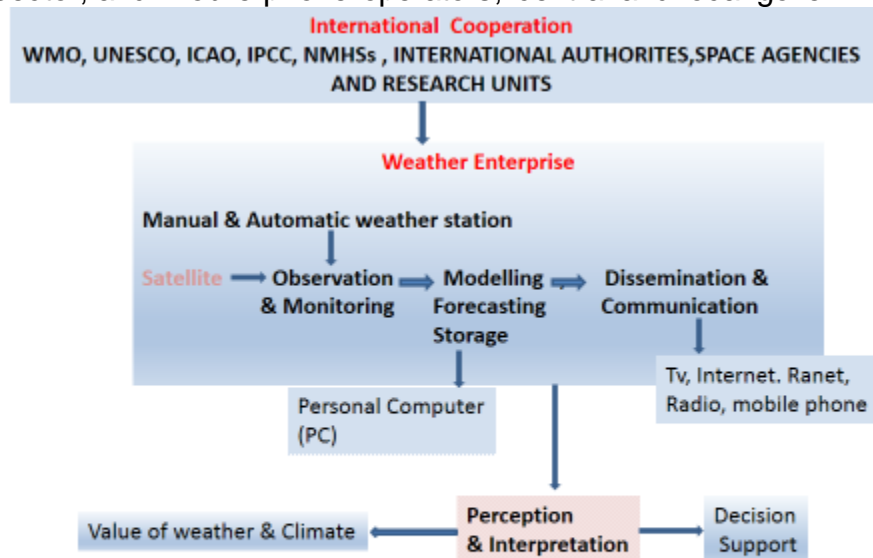 International Cooperation
WMO, UNESCO, ICAO, IPCC, NMHSs , INTERNATIONAL AUTHORITES,SPACE AGENCIES
AND RESEARCH UNITS
Weather Enterprise
Manual & Automatic weather station
Satellite
Observation
& Monitoring
Modelling
Forecasting
Storage
Dissemination &
Communication
Tv, Internet. Ranet,
Radio, mobile phone
Personal Computer
(PC)
Value of weather & Climate
Perception
& Interpretation
Decision
Support